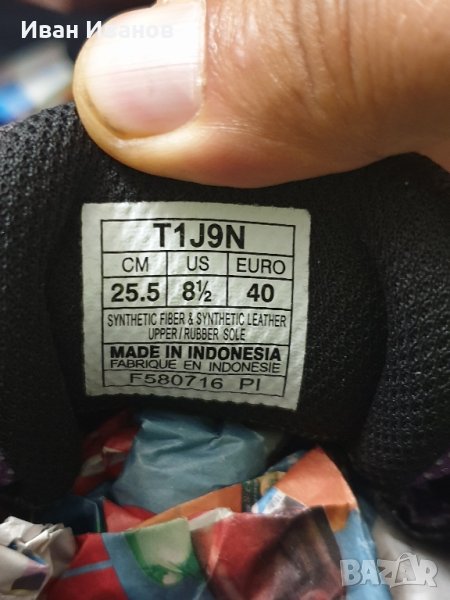 Иван Иванов
T1J9N
CM US EURO
25.5 8½ 40
SYNTHETIC FIBER & SYNTHETIC LEATHER
UPPER/RUBBER SOLE
MADE IN INDONESIA
FABRIQUE EN INDONESIE
F580716 PI
BAZAR